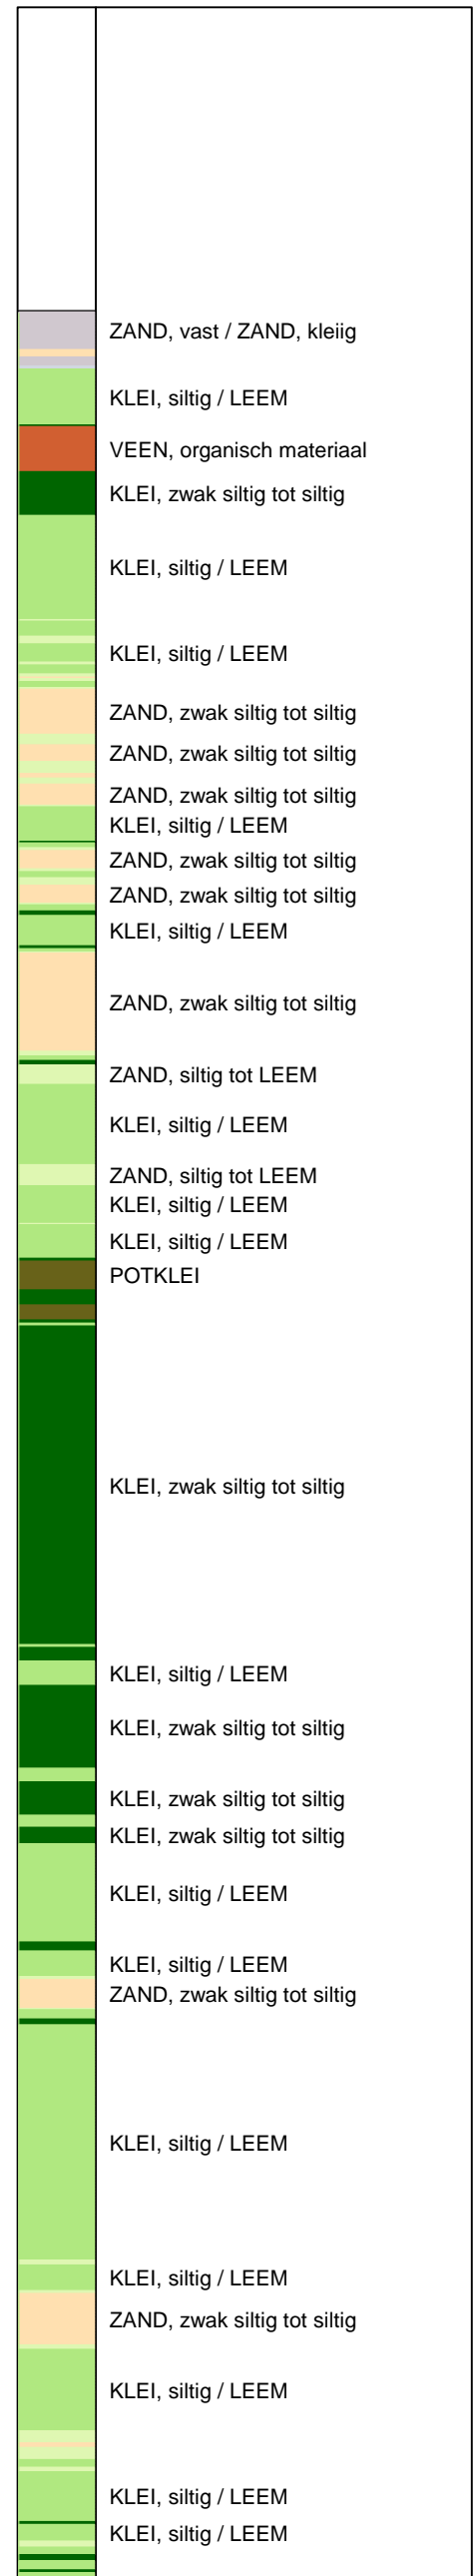 ZAND, vast / ZAND, kleiig
KLEI, siltig / LEEM
VEEN, organisch materiaal
KLEI, zwak siltig tot siltig
KLEI, siltig / LEEM
KLEI, siltig / LEEM
ZAND, zwak siltig tot siltig
ZAND, zwak siltig tot siltig
ZAND, zwak siltig tot siltig
KLEI, siltig / LEEM
ZAND, zwak siltig tot siltig
ZAND, zwak siltig tot siltig
KLEI, siltig / LEEM
ZAND, zwak siltig tot siltig
ZAND, siltig tot LEEM
KLEI, siltig / LEEM
ZAND, siltig tot LEEM
KLEI, siltig / LEEM
KLEI, siltig / LEEM
POTKLEI
KLEI, zwak siltig tot siltig
KLEI, siltig / LEEM
KLEI, zwak siltig tot siltig
KLEI, zwak siltig tot siltig
KLEI, zwak siltig tot siltig
KLEI, siltig / LEEM
KLEI, siltig / LEEM
ZAND, zwak siltig tot siltig
KLEI, siltig / LEEM
KLEI, siltig / LEEM
ZAND, zwak siltig tot siltig
KLEI, siltig / LEEM
KLEI, siltig / LEEM
KLEI, siltig / LEEM